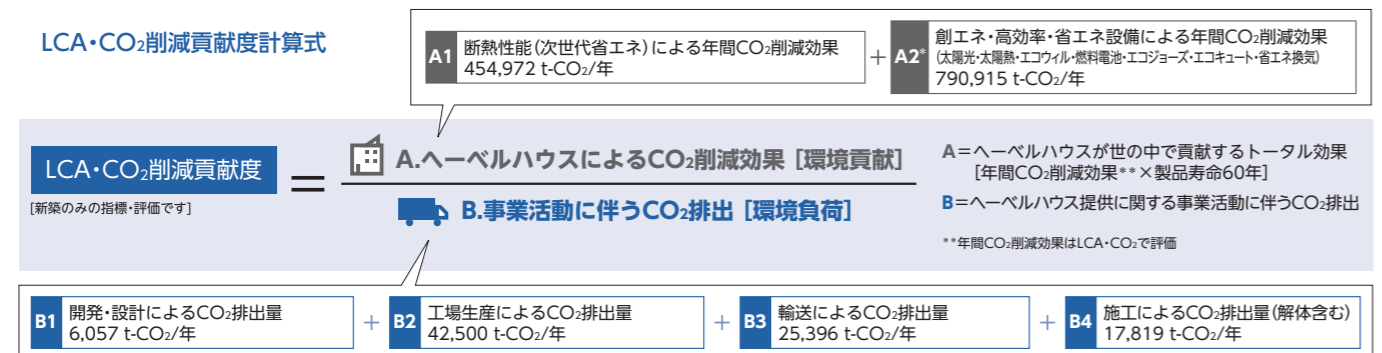 LCA・CO₂削減貢献度計算式
A1 断熱性能(次世代省エネ)による年間CO₂削減効果
454,972 t-CO₂/年
+
A2* 創エネ・高効率・省エネ設備による年間CO₂削減効果
(太陽光・太陽熱・エコウィル・燃料電池・エコジョーズ・エコキュート・省エネ換気)
790,915 t-CO₂/年
LCA・CO₂削減貢献度
[新築のみの指標・評価です]
=
A.ヘーベルハウスによるCO₂削減効果 [環境貢献]
B.事業活動に伴うCO₂排出 [環境負荷]
A=ヘーベルハウスが世の中で貢献するトータル効果
[年間CO₂削減効果**×製品寿命60年]
B=ヘーベルハウス提供に関する事業活動に伴うCO₂排出
**年間CO₂削減効果はLCA・CO₂で評価
B1 開発・設計によるCO₂排出量
6,057 t-CO₂/年
+
B2 工場生産によるCO₂排出量
42,500 t-CO₂/年
+
B3 輸送によるCO₂排出量
25,396 t-CO₂/年
+
B4 施工によるCO₂排出量(解体含む)
17,819 t-CO₂/年